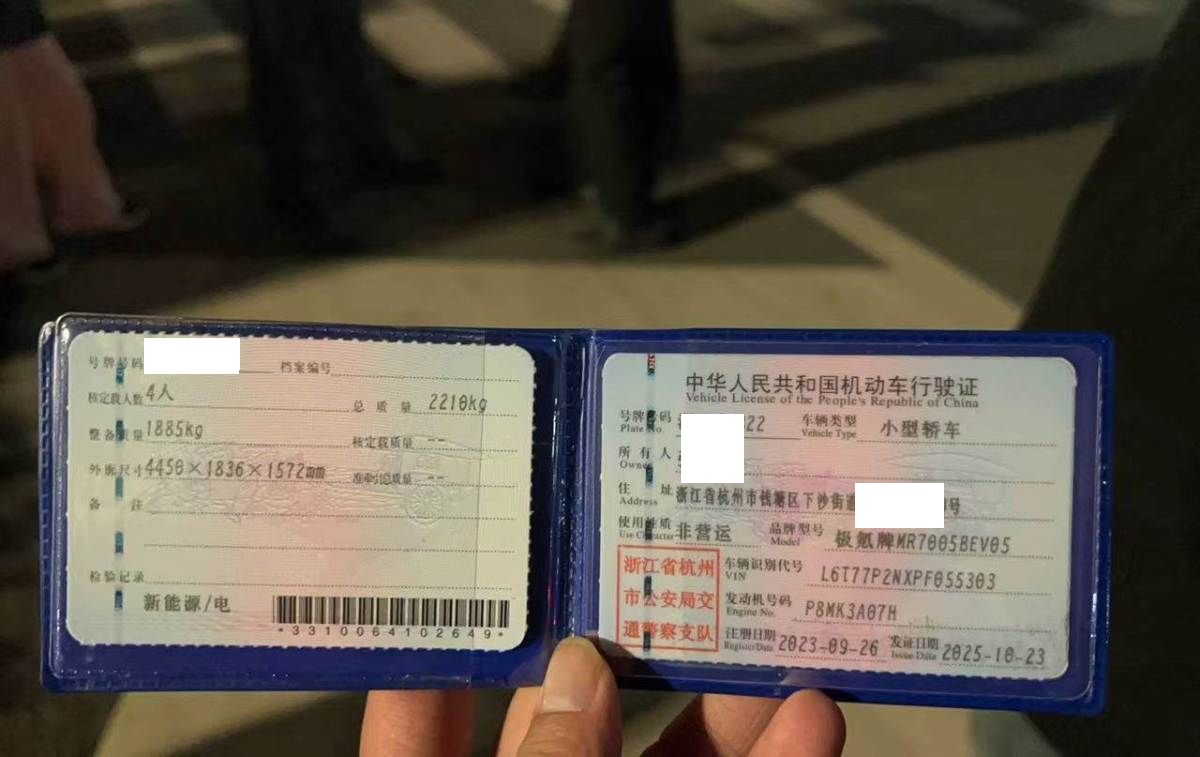 号牌号码 档案编号
核定载人数 4人 总质量 2210kg
整备质量 1885kg 核定载质量 --
外廓尺寸 4450×1836×1572mm 准牵引总质量 --
备注
检验记录
新能源/电
*3310064102649*
中华人民共和国机动车行驶证
Vehicle License of the People's Republic of China
号牌号码 22 车辆类型 小型轿车
Plate No. Vehicle Type
所有人
Owner
住址 浙江省杭州市钱塘区下沙街道 号
Address
使用性质 非营运 品牌型号 极氪牌MR7005BEV05
Use Character Model
浙江省杭州
市公安局交
通警察支队
车辆识别代号 L6T77P2NXPF055303
VIN
发动机号码 P8MK3A07H
Engine No.
注册日期 2023-09-26 发证日期 2025-10-23
Register Date Issue Date